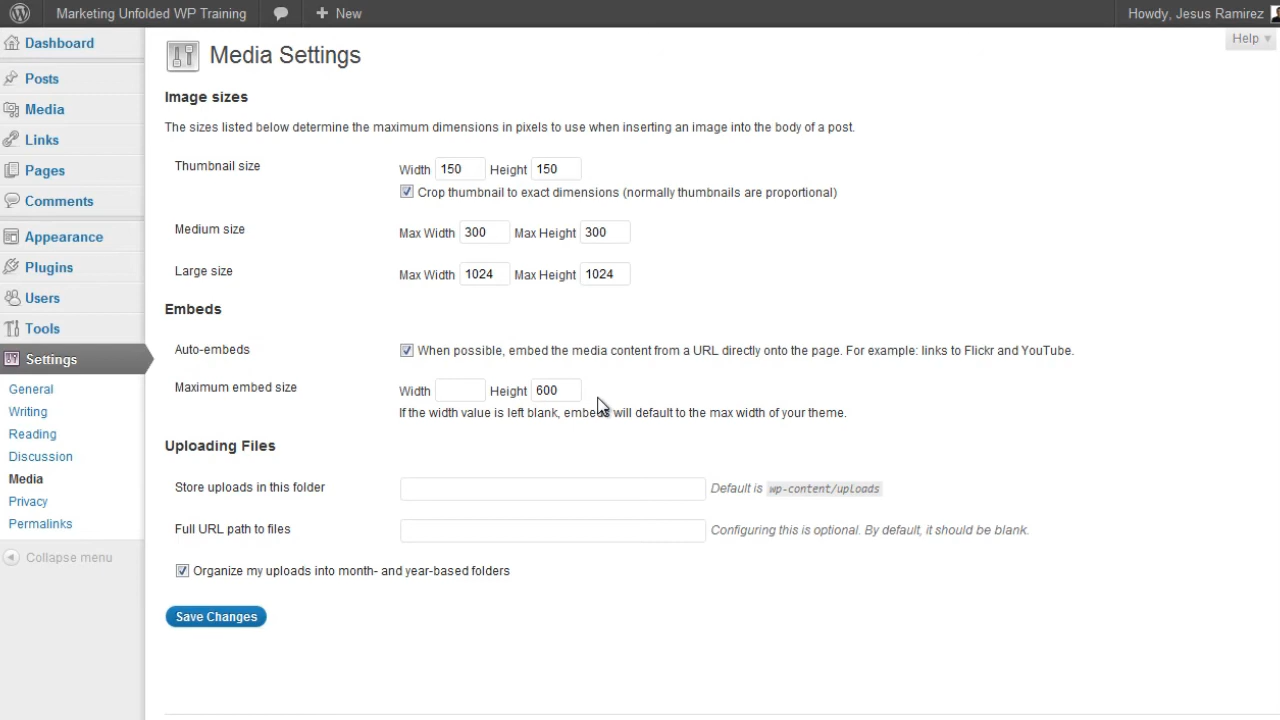 Marketing Unfolded WP Training
New
Howdy, Jesus Ramirez
Help
Dashboard
Posts
Media
Links
Pages
Comments
Appearance
Plugins
Users
Tools
Settings
General
Writing
Reading
Discussion
Media
Privacy
Permalinks
Collapse menu
Media Settings
Image sizes
The sizes listed below determine the maximum dimensions in pixels to use when inserting an image into the body of a post.
Thumbnail size
Width 150 Height 150
Crop thumbnail to exact dimensions (normally thumbnails are proportional)
Medium size
Max Width 300 Max Height 300
Large size
Max Width 1024 Max Height 1024
Embeds
Auto-embeds
When possible, embed the media content from a URL directly onto the page. For example: links to Flickr and YouTube.
Maximum embed size
Width Height 600
If the width value is left blank, embeds will default to the max width of your theme.
Uploading Files
Store uploads in this folder
Default is wp-content/uploads
Full URL path to files
Configuring this is optional. By default, it should be blank.
Organize my uploads into month- and year-based folders
Save Changes